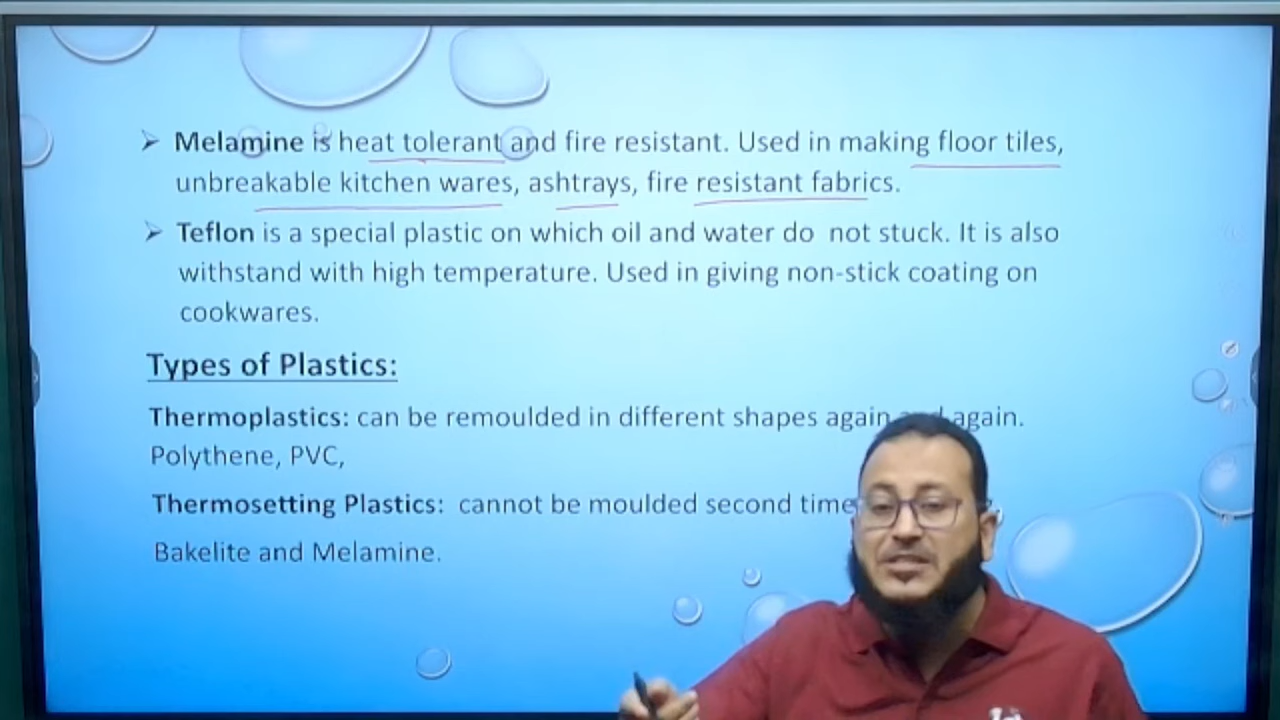 ➢ Melamine is heat tolerant and fire resistant. Used in making floor tiles,
unbreakable kitchen wares, ashtrays, fire resistant fabrics.
➢ Teflon is a special plastic on which oil and water do not stuck. It is also
withstand with high temperature. Used in giving non-stick coating on
cookwares.
Types of Plastics:
Thermoplastics: can be remoulded in different shapes again and again.
Polythene, PVC,
Thermosetting Plastics: cannot be moulded second time
Bakelite and Melamine.